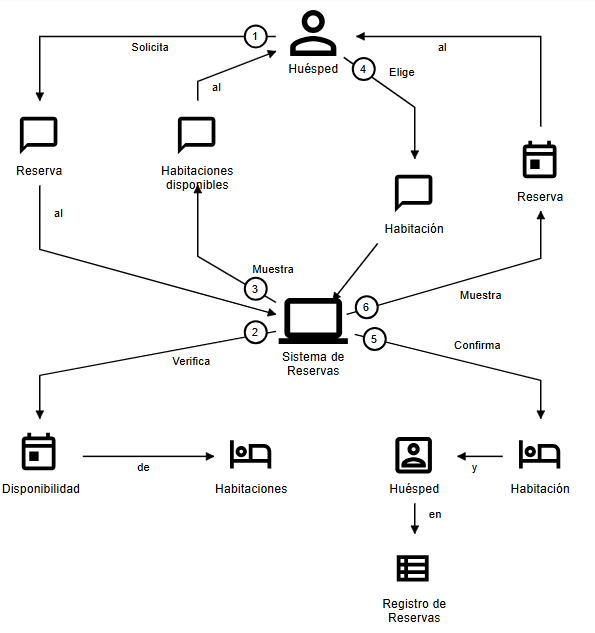 1
Solicita
Huésped
4
Elige
al
al
Reserva
Habitaciones
disponibles
Habitación
Reserva
al
Muestra
3
6
Muestra
2
5
Verifica
Sistema de
Reservas
Confirma
Disponibilidad
de
Habitaciones
Huésped
y
Habitación
en
Registro de
Reservas